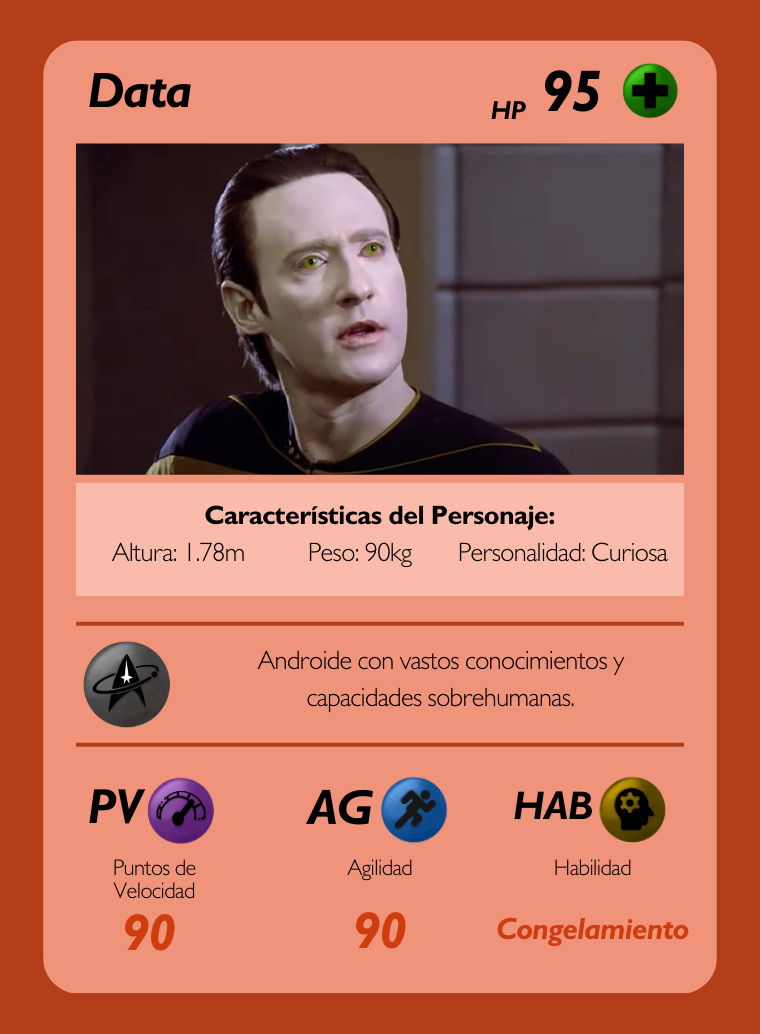 Data
HP 95
Características del Personaje:
Altura: 1.78m Peso: 90kg Personalidad: Curiosa
Androide con vastos conocimientos y
capacidades sobrehumanas.
PV AG HAB
Puntos de
Velocidad
Agilidad
Habilidad
90
90
Congelamiento